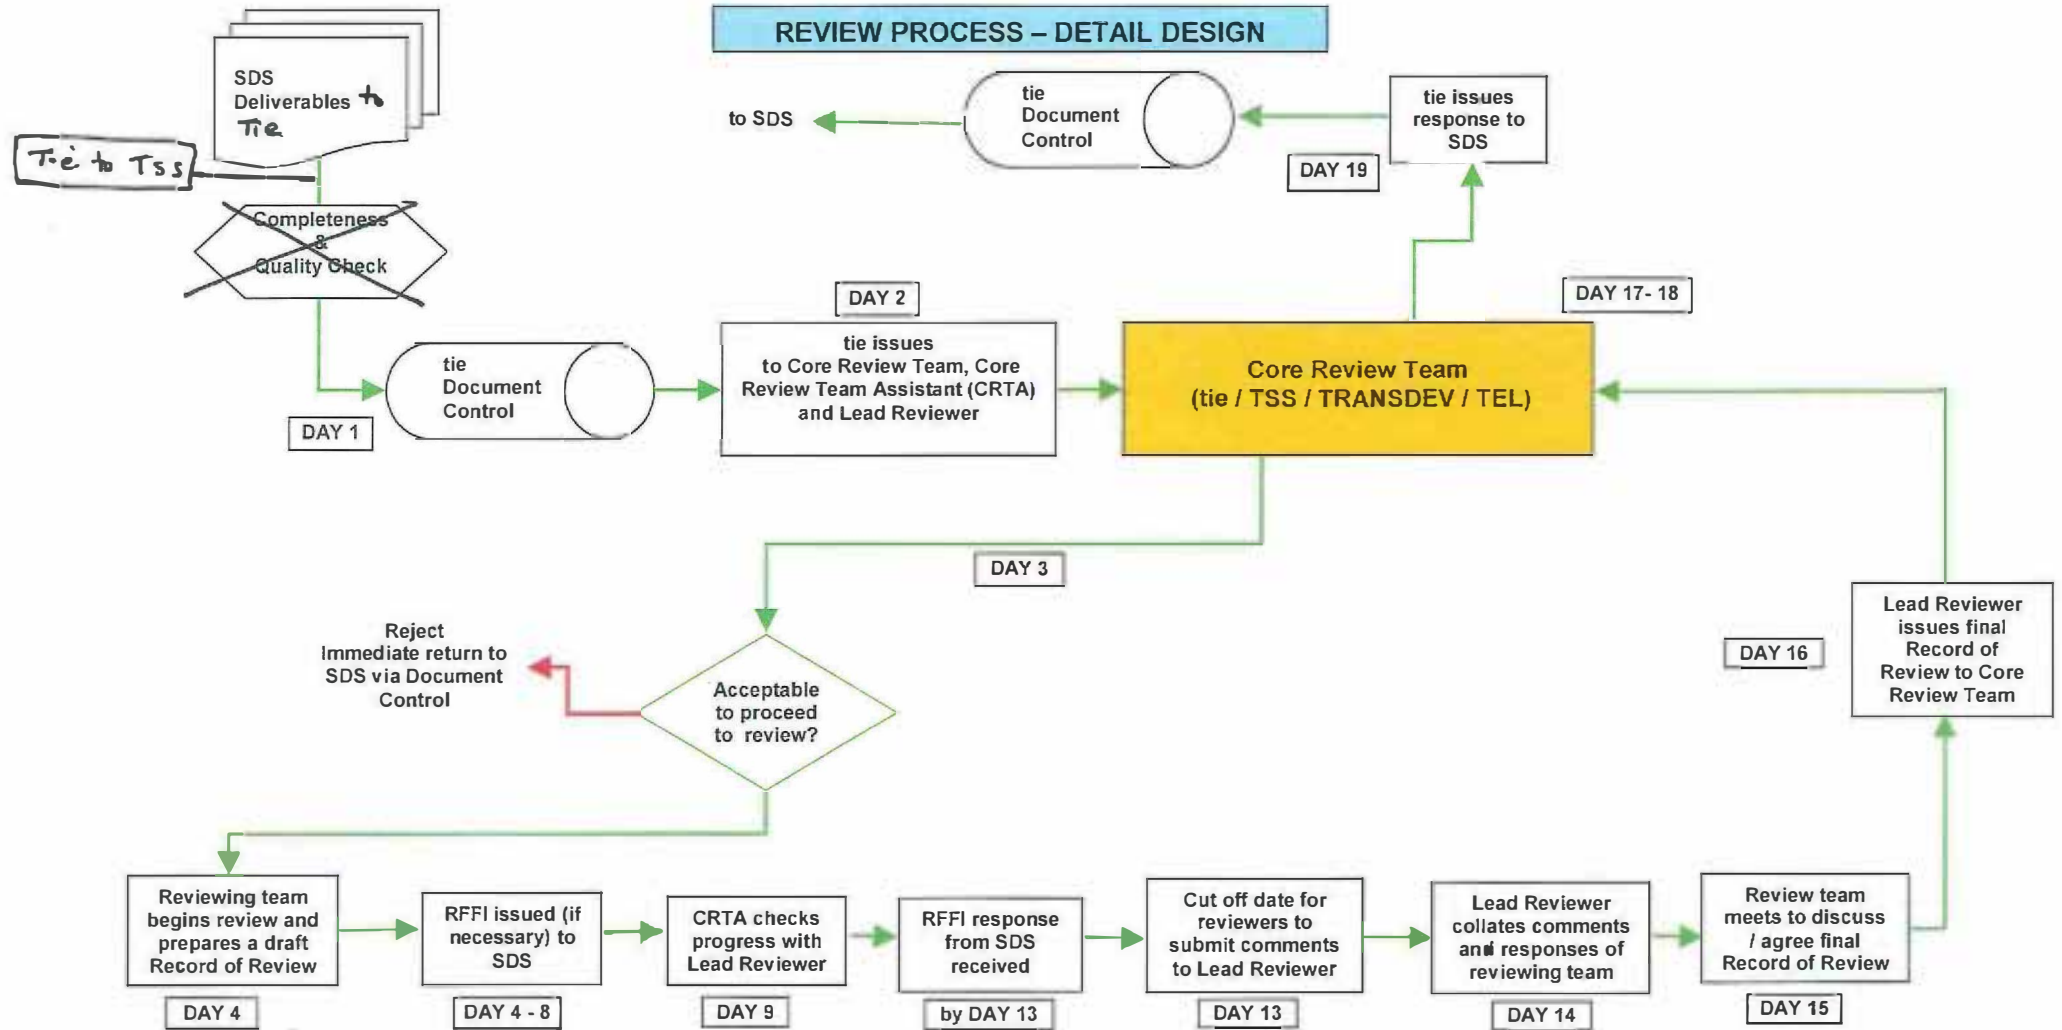 REVIEW PROCESS – DETAIL DESIGN
SDS
Deliverables to
Tie
Tie to TSS
Completeness
&
Quality Check
DAY 1
tie
Document
Control
DAY 2
tie issues
to Core Review Team, Core
Review Team Assistant (CRTA)
and Lead Reviewer
Core Review Team
(tie / TSS / TRANSDEV / TEL)
DAY 17- 18
tie issues
response to
SDS
DAY 19
tie
Document
Control
to SDS
DAY 3
Acceptable
to proceed
to review?
Reject
Immediate return to
SDS via Document
Control
Reviewing team
begins review and
prepares a draft
Record of Review
DAY 4
RFFI issued (if
necessary) to
SDS
DAY 4 - 8
CRTA checks
progress with
Lead Reviewer
DAY 9
RFFI response
from SDS
received
by DAY 13
Cut off date for
reviewers to
submit comments
to Lead Reviewer
DAY 13
Lead Reviewer
collates comments
and responses of
reviewing team
DAY 14
Review team
meets to discuss
/ agree final
Record of Review
DAY 15
Lead Reviewer
issues final
Record of
Review to Core
Review Team
DAY 16